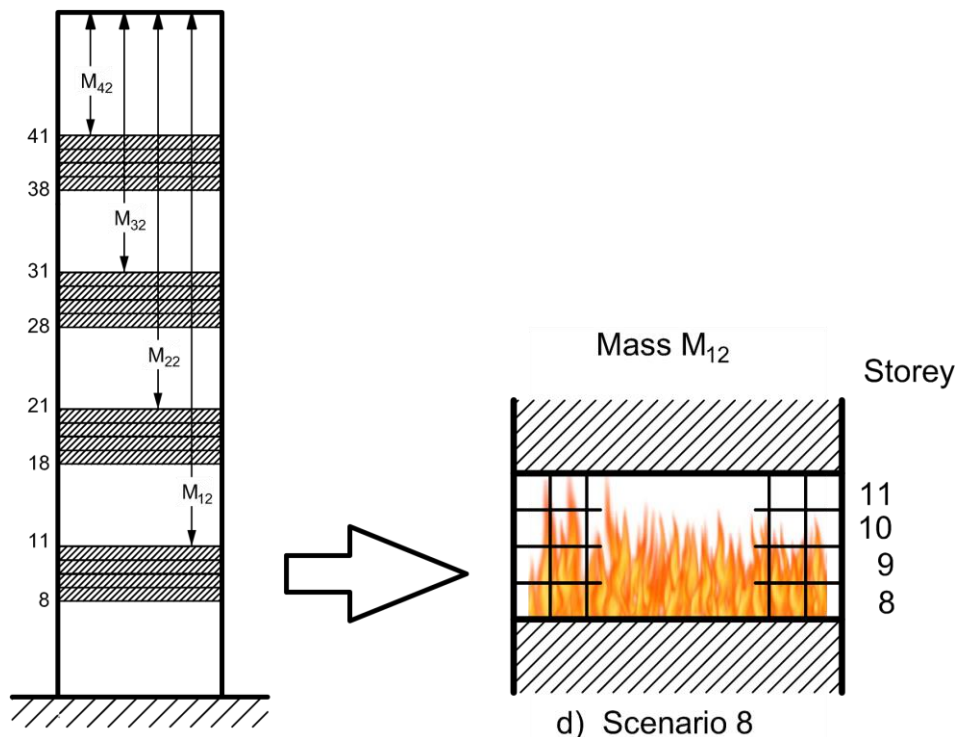 M₄₂
41
38
M₃₂
31
28
M₂₂
21
18
M₁₂
11
8
Mass M₁₂
Storey
11
10
9
8
d) Scenario 8